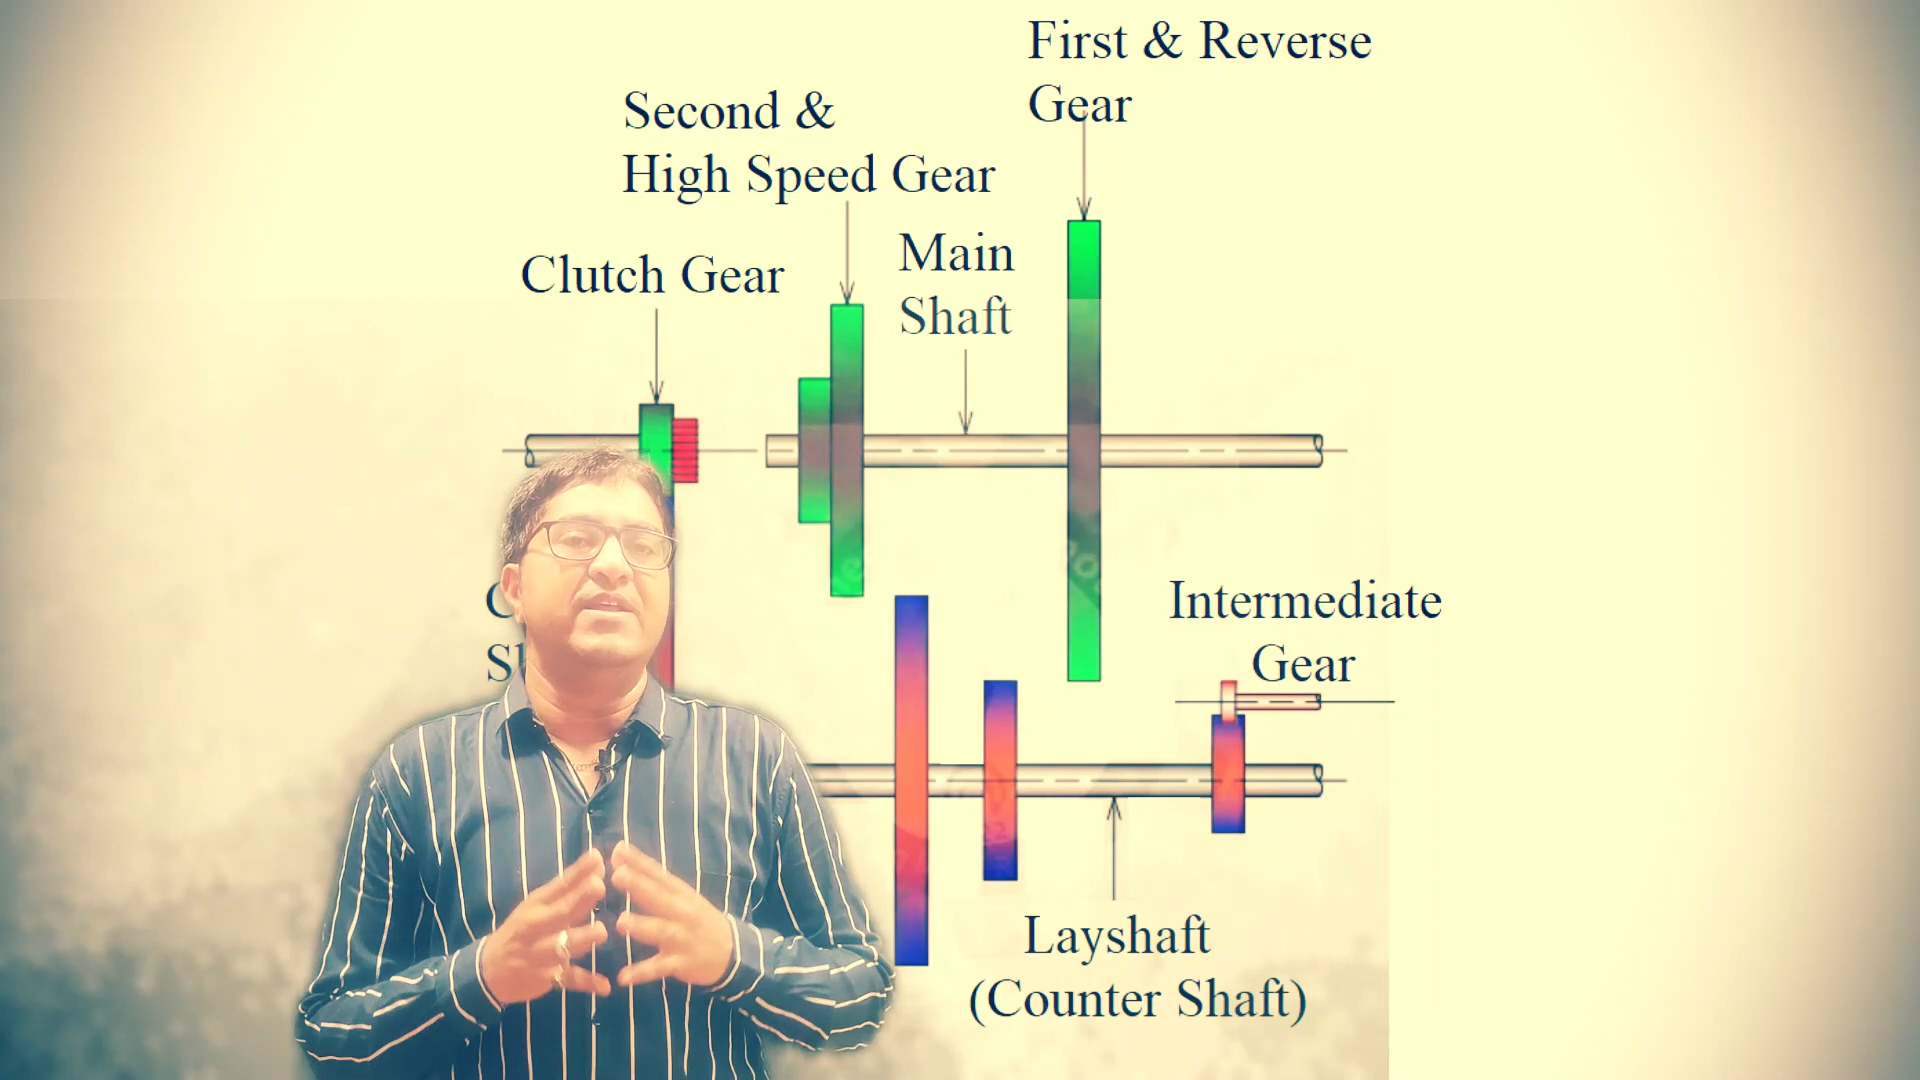 First & Reverse
Gear
Second &
High Speed Gear
Main
Shaft
Clutch Gear
Intermediate
Gear
Layshaft
(Counter Shaft)